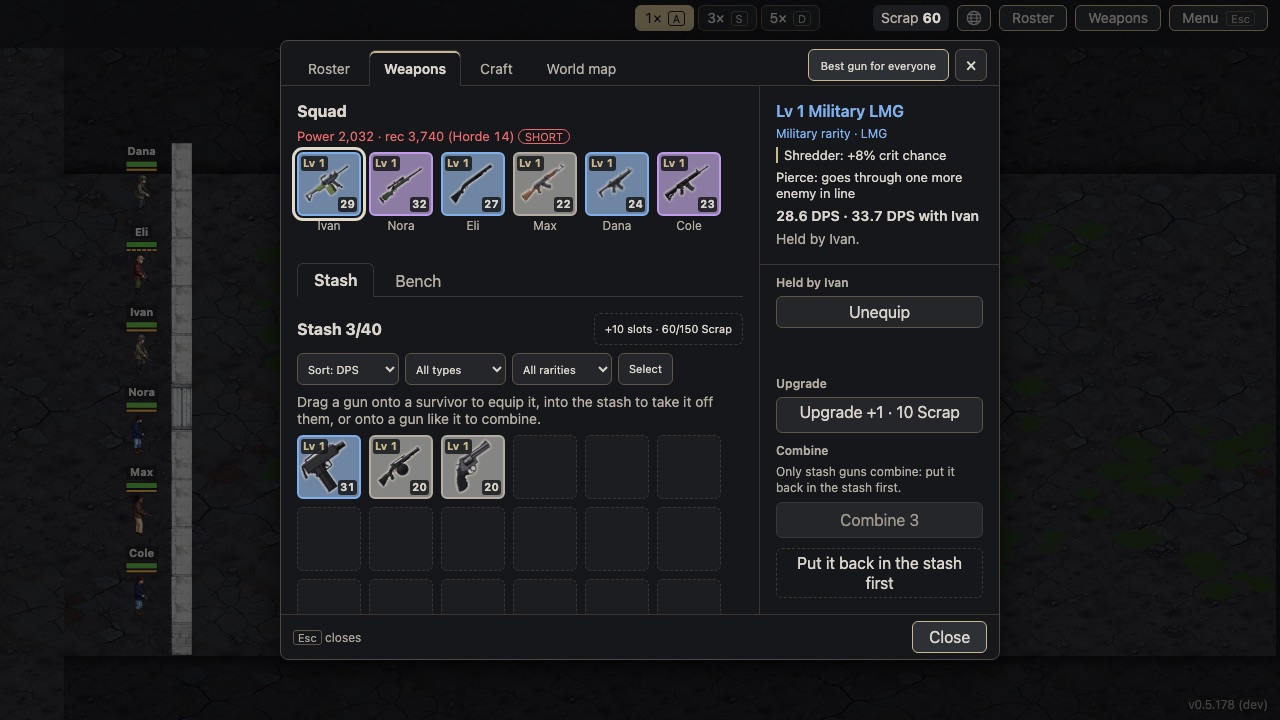 1× A
3× S
5× D
Scrap 60
Roster
Weapons
Menu Esc
Roster
Weapons
Craft
World map
Best gun for everyone
×
Squad
Power 2,032 · rec 3,740 (Horde 14) SHORT
Lv 1
29
Lv 1
32
Lv 1
27
Lv 1
22
Lv 1
24
Lv 1
23
Ivan
Nora
Eli
Max
Dana
Cole
Stash
Bench
Stash 3/40
+10 slots · 60/150 Scrap
Sort: DPS
All types
All rarities
Select
Drag a gun onto a survivor to equip it, into the stash to take it off
them, or onto a gun like it to combine.
Lv 1
31
Lv 1
20
Lv 1
20
Lv 1 Military LMG
Military rarity · LMG
Shredder: +8% crit chance
Pierce: goes through one more
enemy in line
28.6 DPS · 33.7 DPS with Ivan
Held by Ivan.
Held by Ivan
Unequip
Upgrade
Upgrade +1 · 10 Scrap
Combine
Only stash guns combine: put it
back in the stash first.
Combine 3
Put it back in the stash
first
Esc closes
Close
Dana
Eli
Ivan
Nora
Max
Cole
v0.5.178 (dev)